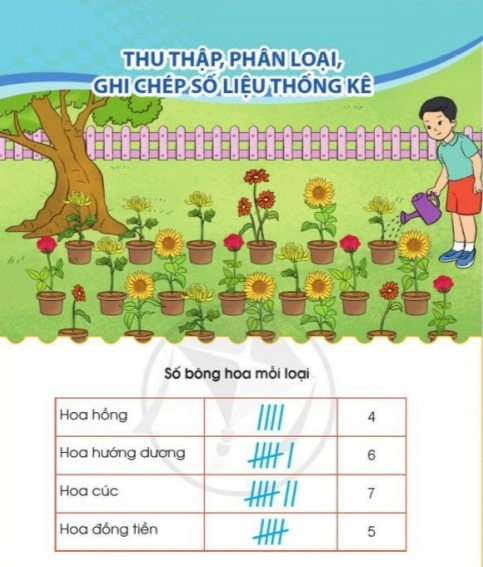 THU THẬP, PHÂN LOẠI,
GHI CHÉP SỐ LIỆU THỐNG KÊ
Số bông hoa mỗi loại
Hoa hồng 4
Hoa hướng dương 6
Hoa cúc 7
Hoa đồng tiền 5